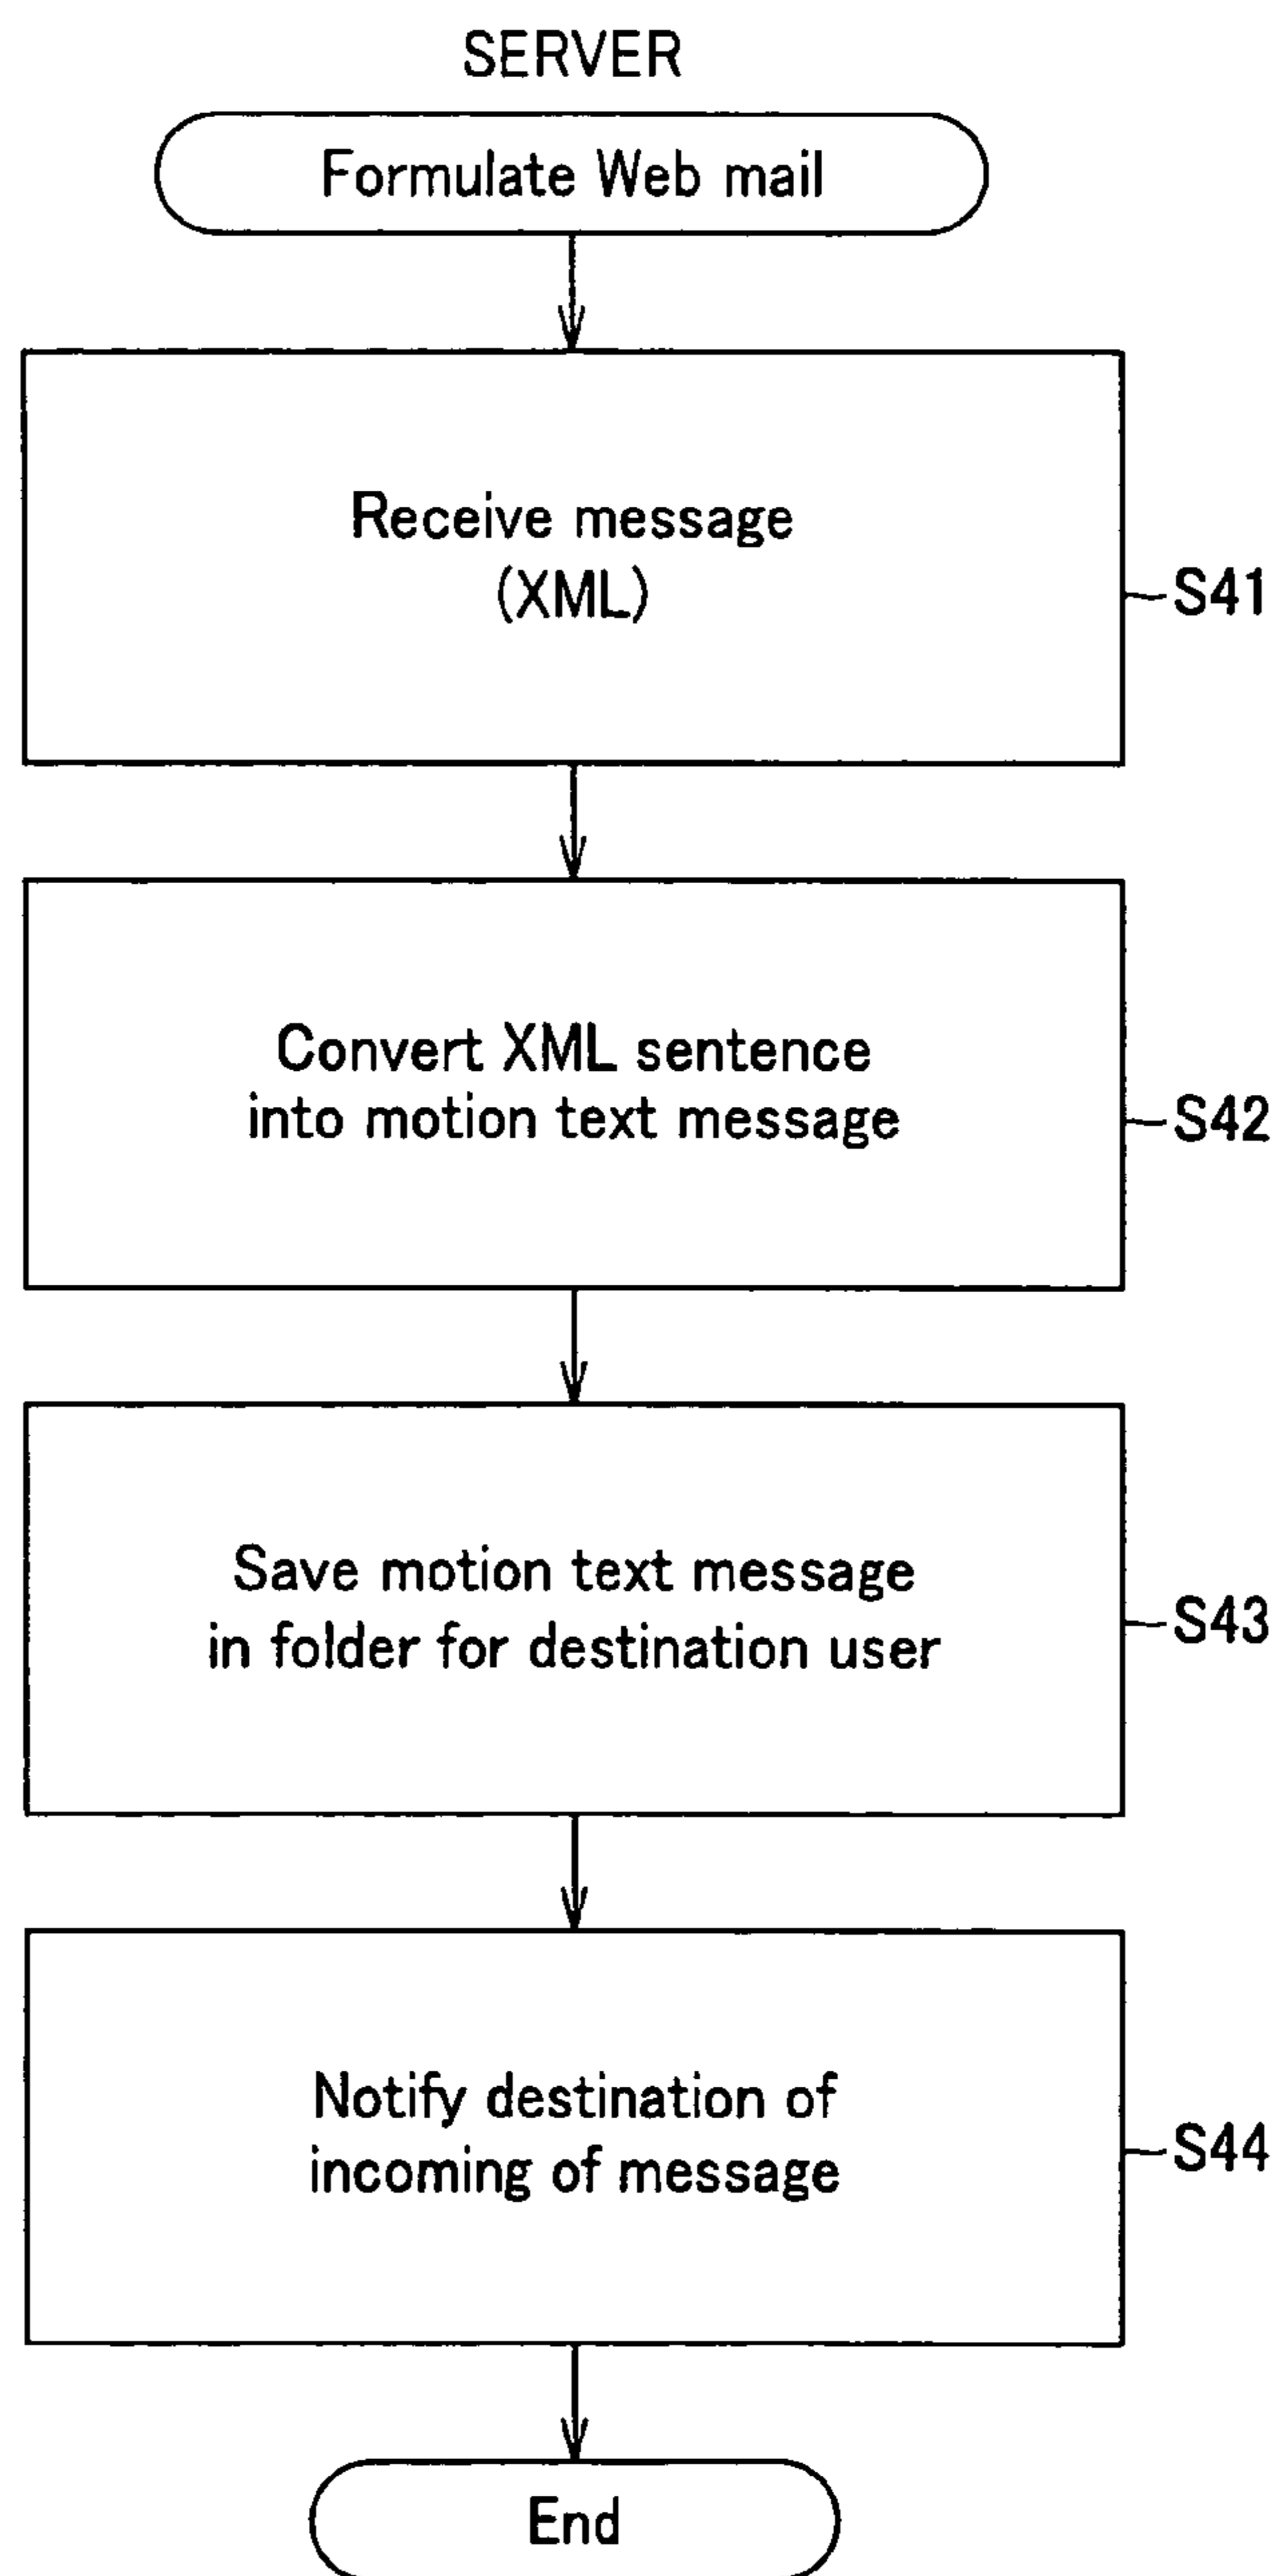 SERVER
Formulate Web mail
Receive message
(XML)
S41
Convert XML sentence
into motion text message
S42
Save motion text message
in folder for destination user
S43
Notify destination of
incoming of message
S44
End